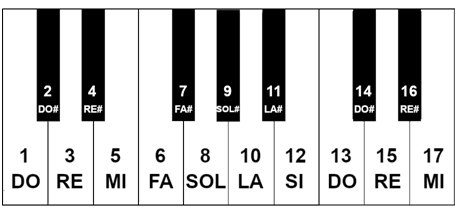 2 4 7 9 11 14 16
DO# RE# FA# SOL# LA# DO# RE#
1 3 5 6 8 10 12 13 15 17
DO RE MI FA SOL LA SI DO RE MI